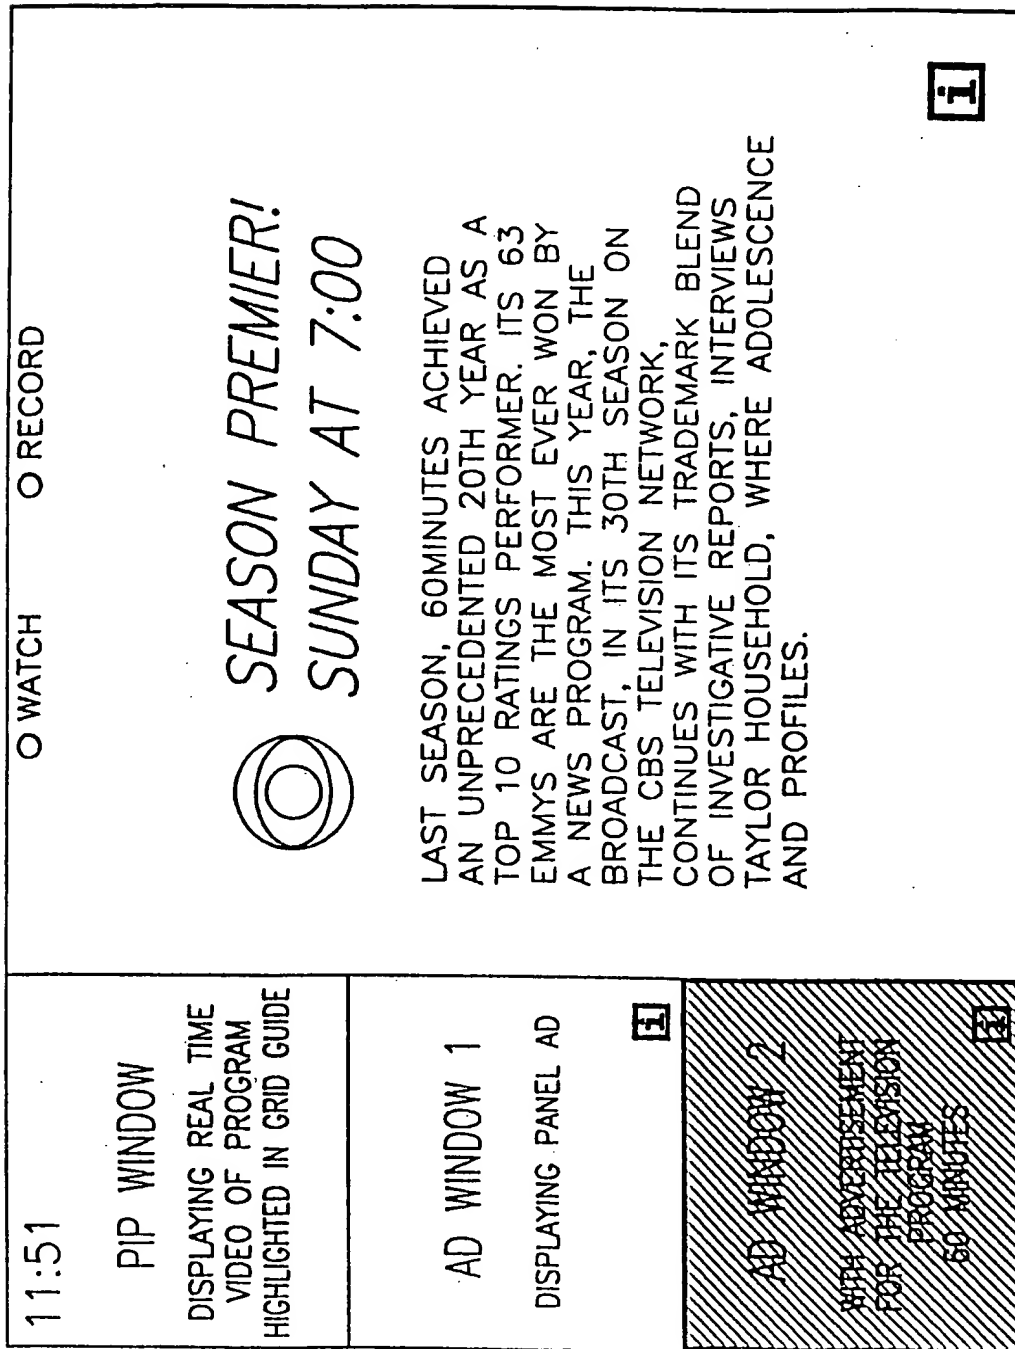 11:51
PIP WINDOW
DISPLAYING REAL TIME
VIDEO OF PROGRAM
HIGHLIGHTED IN GRID GUIDE
AD WINDOW 1
DISPLAYING PANEL AD
i
AD WINDOW 2
WITH ADVERTISEMENT
FOR THE TELEVISION
PROGRAM
60 MINUTES
i
WATCH
RECORD
SEASON PREMIER!
SUNDAY AT 7:00
LAST SEASON, 60MINUTES ACHIEVED
AN UNPRECEDENTED 20TH YEAR AS A
TOP 10 RATINGS PERFORMER. ITS 63
EMMYS ARE THE MOST EVER WON BY
A NEWS PROGRAM. THIS YEAR, THE
BROADCAST, IN ITS 30TH SEASON ON
THE CBS TELEVISION NETWORK,
CONTINUES WITH ITS TRADEMARK BLEND
OF INVESTIGATIVE REPORTS, INTERVIEWS
TAYLOR HOUSEHOLD, WHERE ADOLESCENCE
AND PROFILES.
i